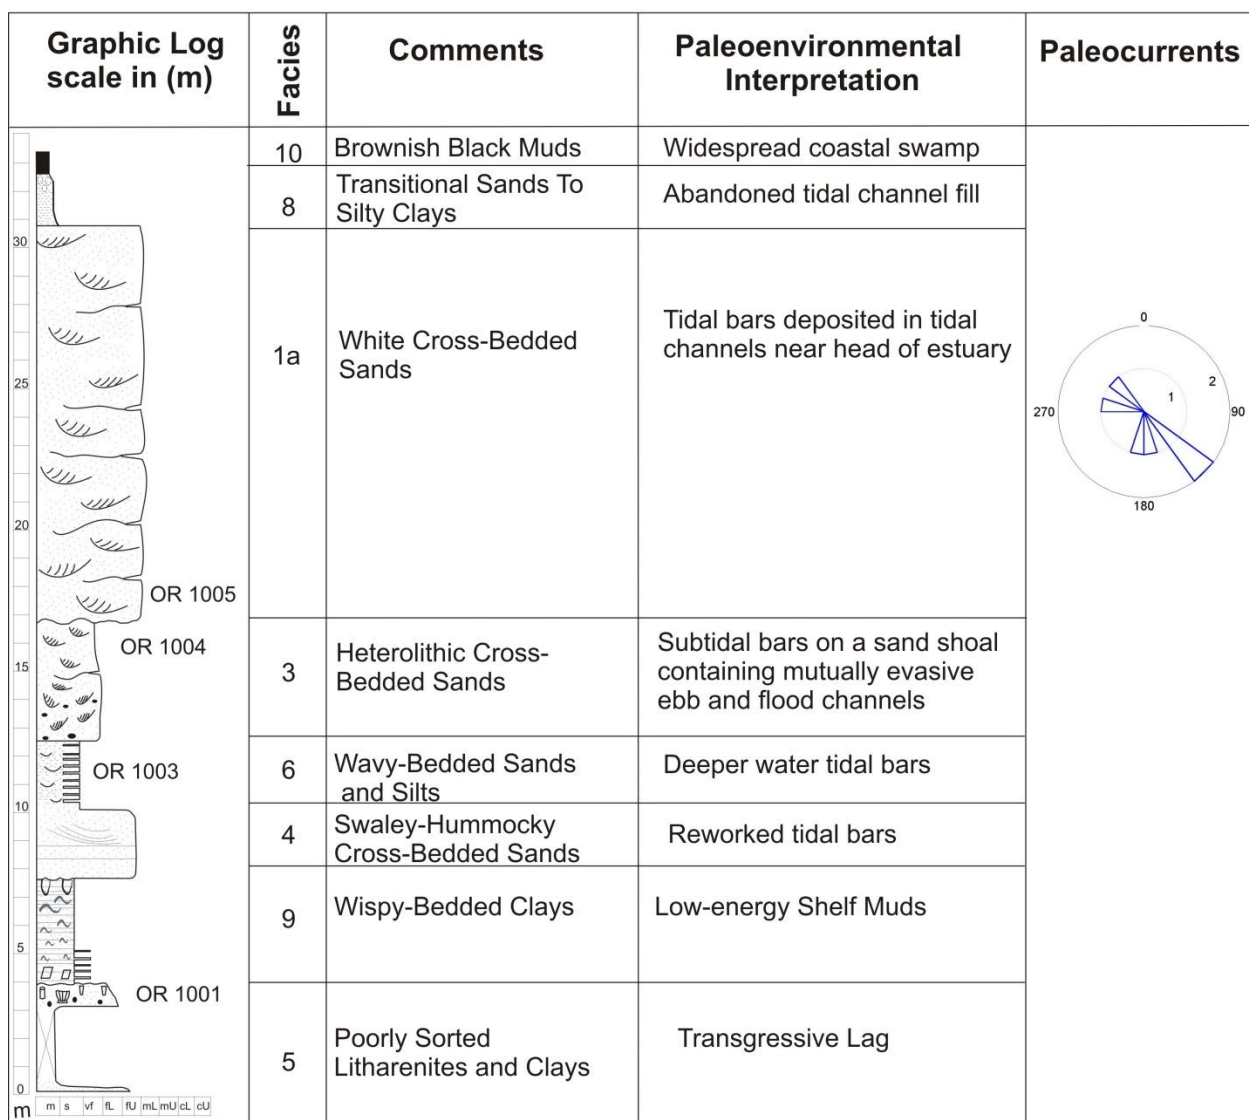 Graphic Log
scale in (m)
Facies
Comments
Paleoenvironmental
Interpretation
Paleocurrents
10
Brownish Black Muds
Widespread coastal swamp
8
Transitional Sands To
Silty Clays
Abandoned tidal channel fill
1a
White Cross-Bedded
Sands
Tidal bars deposited in tidal
channels near head of estuary
0
90
180
270
1
2
3
Heterolithic Cross-
Bedded Sands
Subtidal bars on a sand shoal
containing mutually evasive
ebb and flood channels
6
Wavy-Bedded Sands
and Silts
Deeper water tidal bars
4
Swaley-Hummocky
Cross-Bedded Sands
Reworked tidal bars
9
Wispy-Bedded Clays
Low-energy Shelf Muds
5
Poorly Sorted
Litharenites and Clays
Transgressive Lag
30
25
20
15
10
5
0
OR 1005
OR 1004
OR 1003
OR 1001
m
m s vf fL fU mL mU cL cU